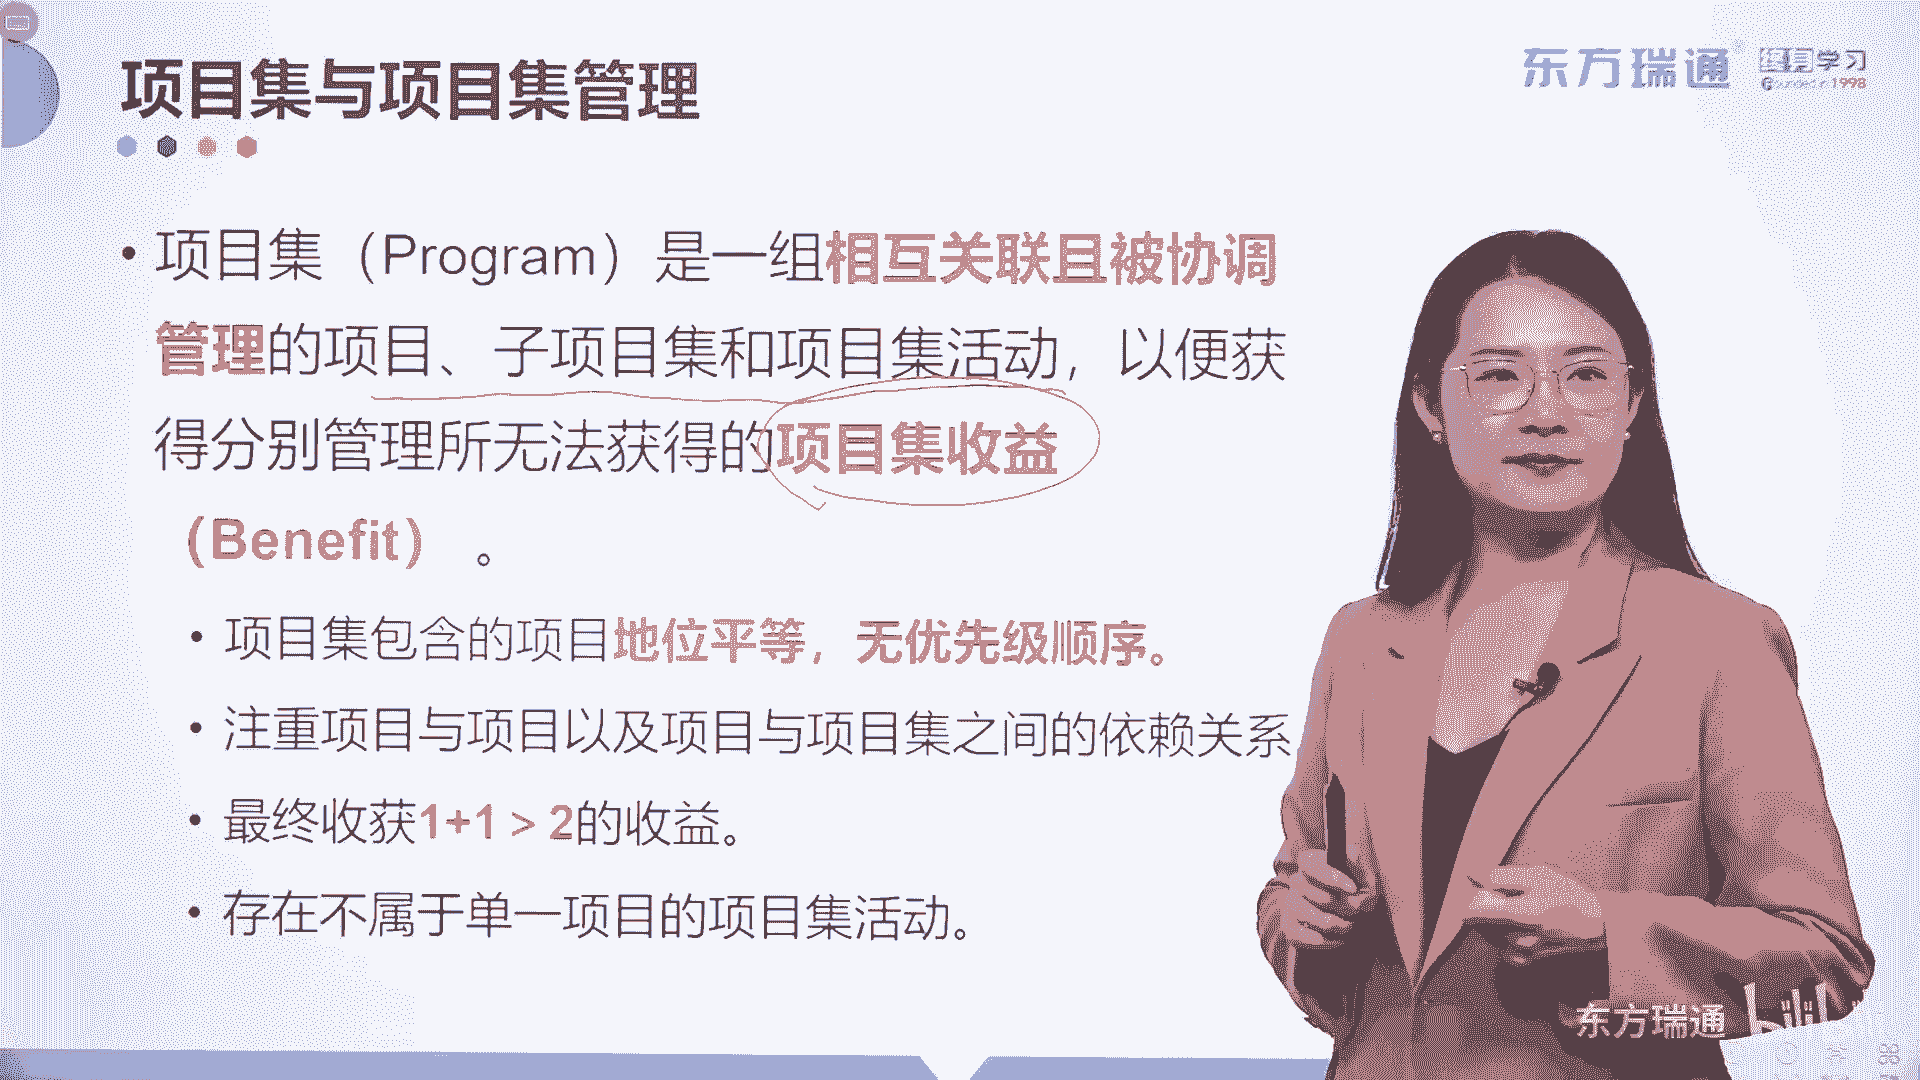 项目集与项目集管理
东方瑞通® 终身学习
Founded in 1998
• 项目集（Program）是一组相互关联且被协调
管理的项目、子项目集和项目集活动，以便获
得分别管理所无法获得的项目集收益
（Benefit） 。
• 项目集包含的项目地位平等，无优先级顺序。
• 注重项目与项目以及项目与项目集之间的依赖关系
• 最终收获1+1 > 2的收益。
• 存在不属于单一项目的项目集活动。
东方瑞通